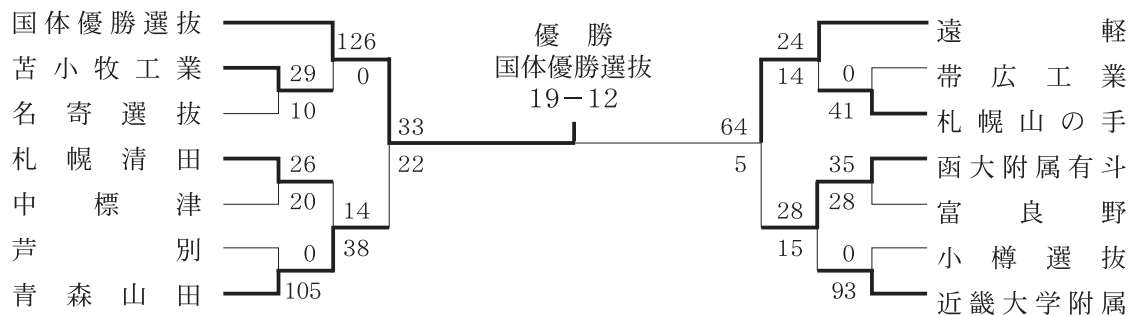 国体優勝選抜
苫小牧工業
名寄選抜
札幌清田
中標津
芦別
青森山田
126
0
29
10
26
20
0
105
14
38
33
22
優勝
国体優勝選抜
19−12
64
5
24
14
0
41
35
28
28
15
0
93
遠軽
帯広工業
札幌山の手
函大附属有斗
富良野
小樽選抜
近畿大学附属